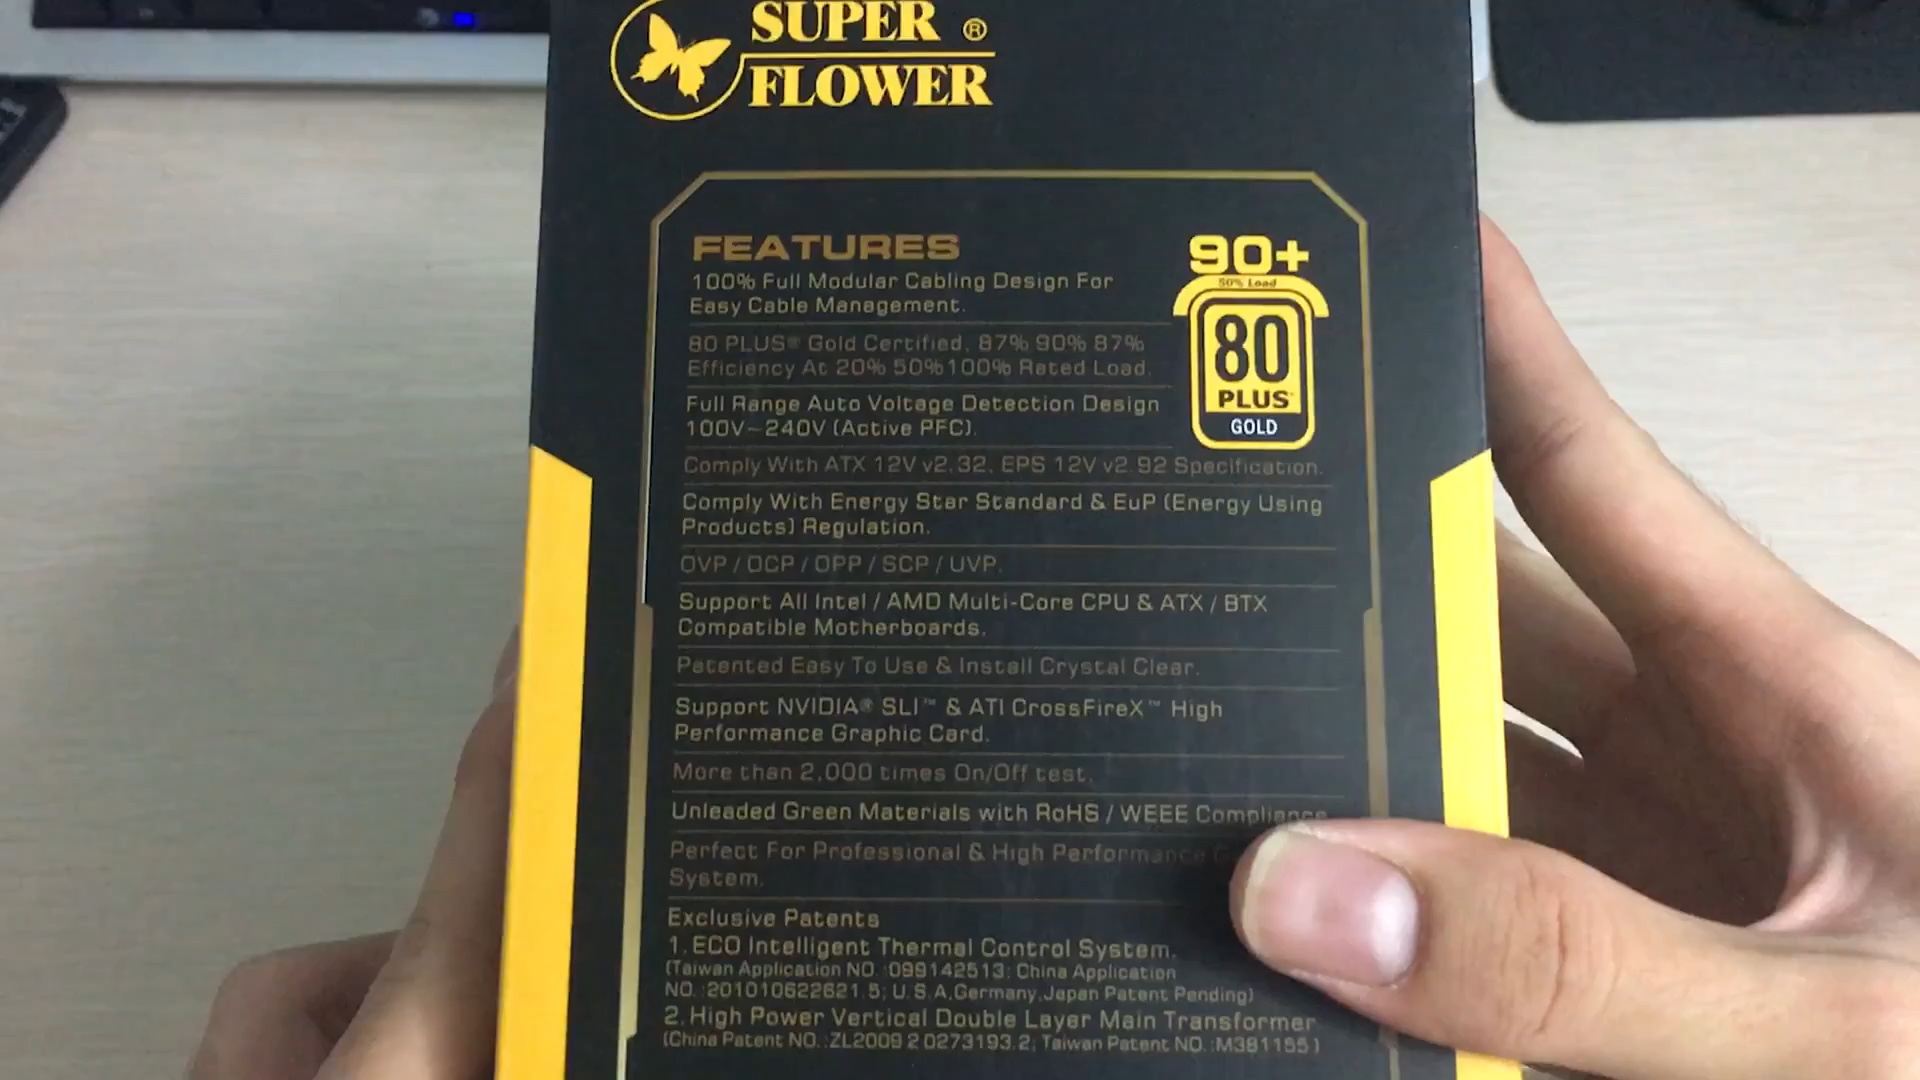 SUPER ®
FLOWER
FEATURES
100% Full Modular Cabling Design For
Easy Cable Management.
80 PLUS® Gold Certified, 87% 90% 87%
Efficiency At 20% 50% 100% Rated Load.
Full Range Auto Voltage Detection Design
100V~240V (Active PFC).
Comply With ATX 12V v2.32, EPS 12V v2.92 Specification.
Comply With Energy Star Standard & EuP (Energy Using
Products) Regulation.
OVP / OCP / OPP / SCP / UVP.
Support All Intel / AMD Multi-Core CPU & ATX / BTX
Compatible Motherboards.
Patented Easy To Use & Install Crystal Clear.
Support NVIDIA® SLI™ & ATI CrossFireX™ High
Performance Graphic Card.
More than 2,000 times On/Off test.
Unleaded Green Materials with RoHS / WEEE Compliance
Perfect For Professional & High Performance
System.
Exclusive Patents
1. ECO Intelligent Thermal Control System.
(Taiwan Application NO. :099142513; China Application
NO. :201010622621.5; U.S.A,Germany,Japan Patent Pending)
2. High Power Vertical Double Layer Main Transformer
(China Patent NO. :ZL2009 2 0273193.2; Taiwan Patent NO. :M381155 )
90+
50% Load
80
PLUS™
GOLD